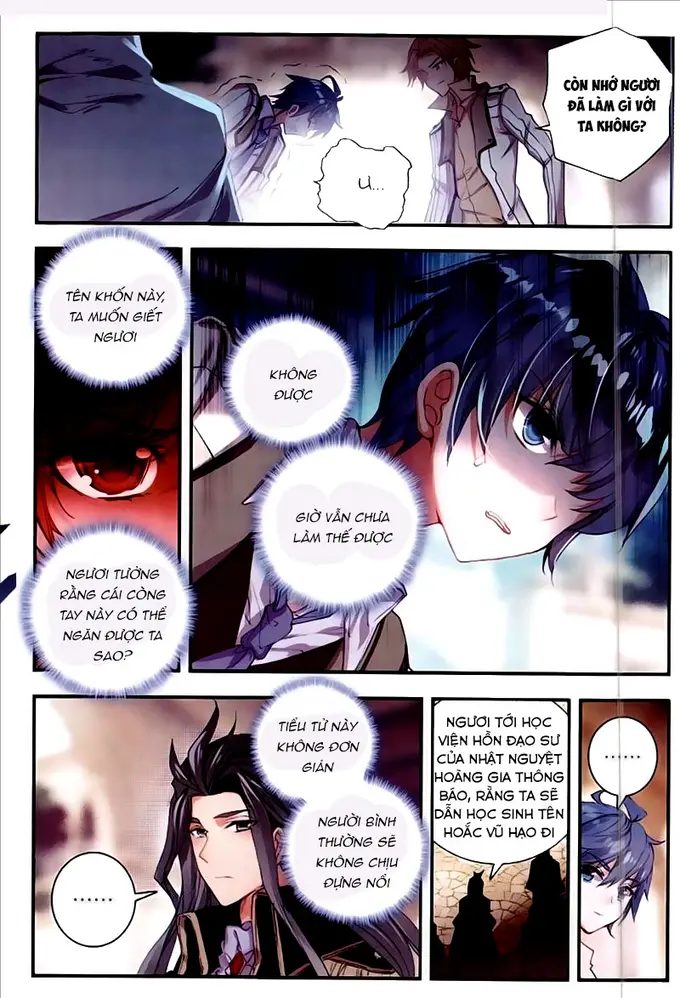 CÒN NHỚ NGƯƠI
ĐÃ LÀM GÌ VỚI
TA KHÔNG?
Ư...
TÊN KHỐN NÀY,
TA MUỐN GIẾT
NGƯƠI
KHÔNG
ĐƯỢC
GIỜ VẪN CHƯA
LÀM THẾ ĐƯỢC
NGƯƠI TƯỞNG
RẰNG CÁI CÒNG
TAY NÀY CÓ THỂ
NGĂN ĐƯỢC TA
SAO?
TIỂU TỬ NÀY
KHÔNG ĐƠN
GIẢN
NGƯỜI BÌNH
THƯỜNG SẼ
KHÔNG CHỊU
ĐỰNG NỔI
......
NGƯƠI TỚI HỌC
VIỆN HỒN ĐẠO SƯ
CỦA NHẬT NGUYỆT
HOÀNG GIA THÔNG
BÁO, RẰNG TA SẼ
DẪN HỌC SINH TÊN
HOẮC VŨ HẠO ĐI
......